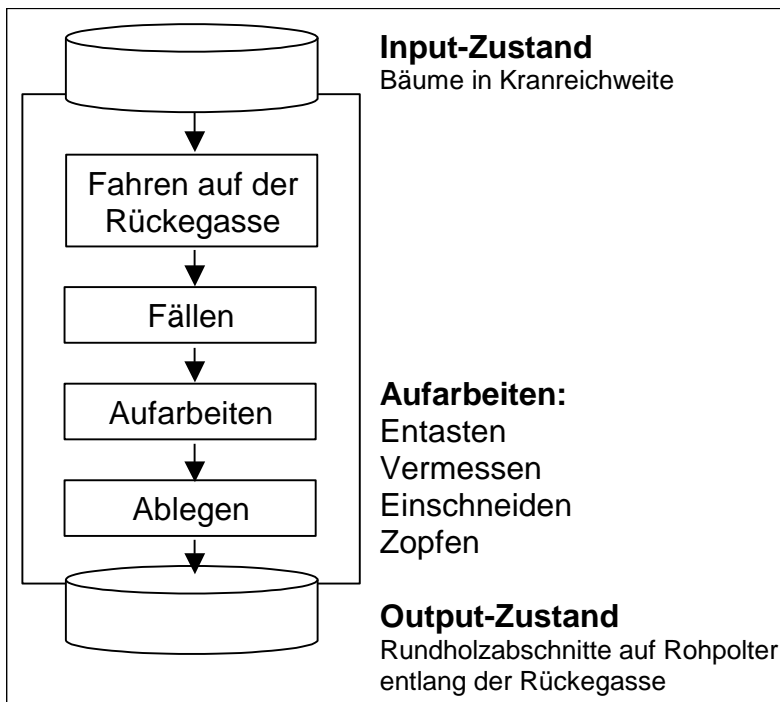 Input-Zustand
Bäume in Kranreichweite
Fahren auf der
Rückegasse
Fällen
Aufarbeiten
Ablegen
Aufarbeiten:
Entasten
Vermessen
Einschneiden
Zopfen
Output-Zustand
Rundholzabschnitte auf Rohpolter
entlang der Rückegasse